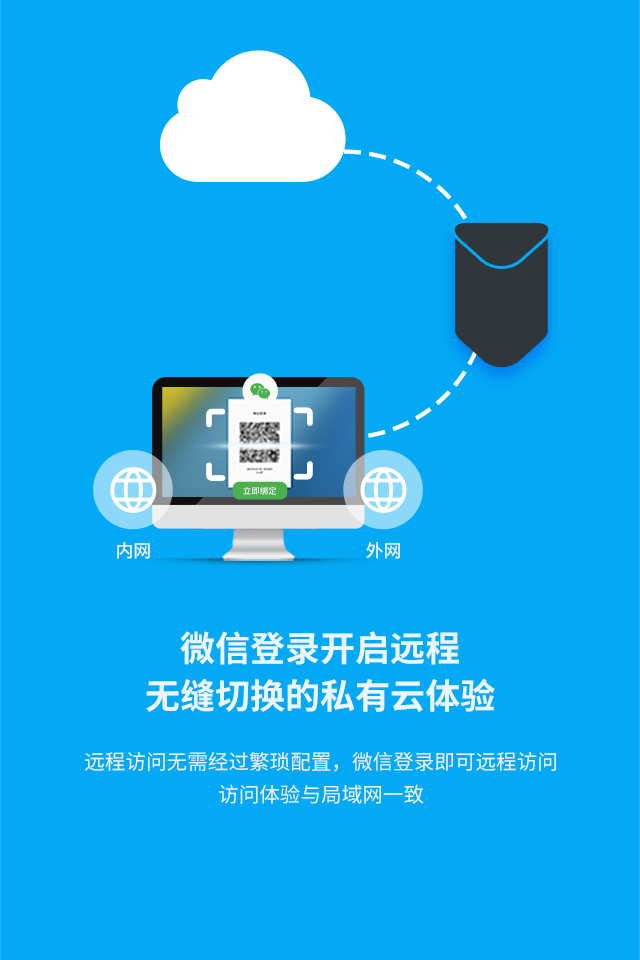 立即绑定
内网
外网
微信登录开启远程
无缝切换的私有云体验
远程访问无需经过繁琐配置，微信登录即可远程访问
访问体验与局域网一致